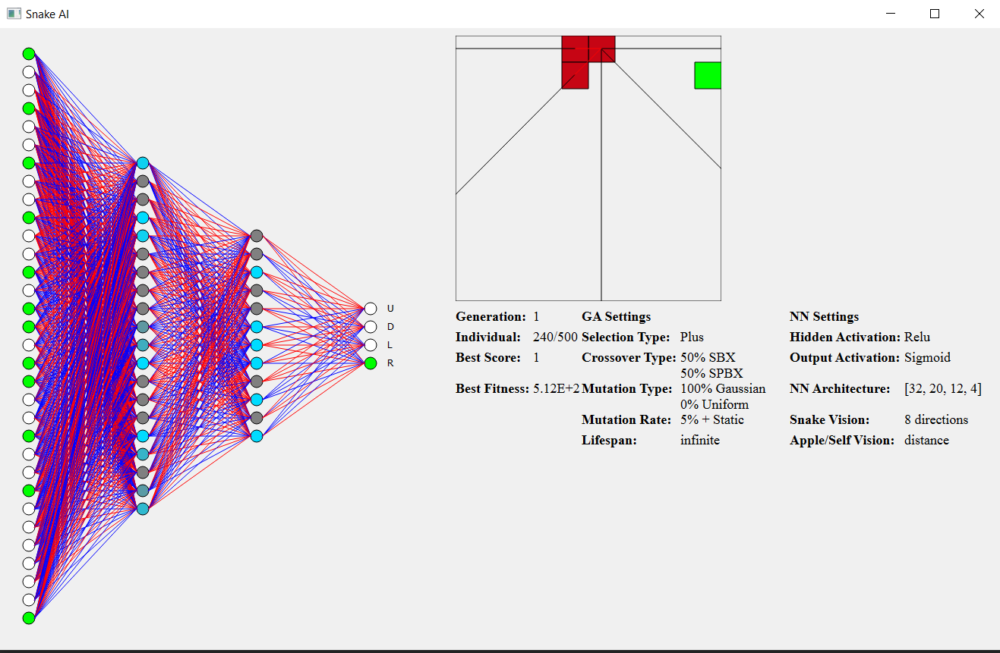 Snake AI
U
D
L
R
Generation: 1 GA Settings NN Settings
Individual: 240/500 Selection Type: Plus Hidden Activation: Relu
Best Score: 1 Crossover Type: 50% SBX Output Activation: Sigmoid
50% SPBX
Best Fitness: 5.12E+2 Mutation Type: 100% Gaussian NN Architecture: [32, 20, 12, 4]
0% Uniform
Mutation Rate: 5% + Static Snake Vision: 8 directions
Lifespan: infinite Apple/Self Vision: distance